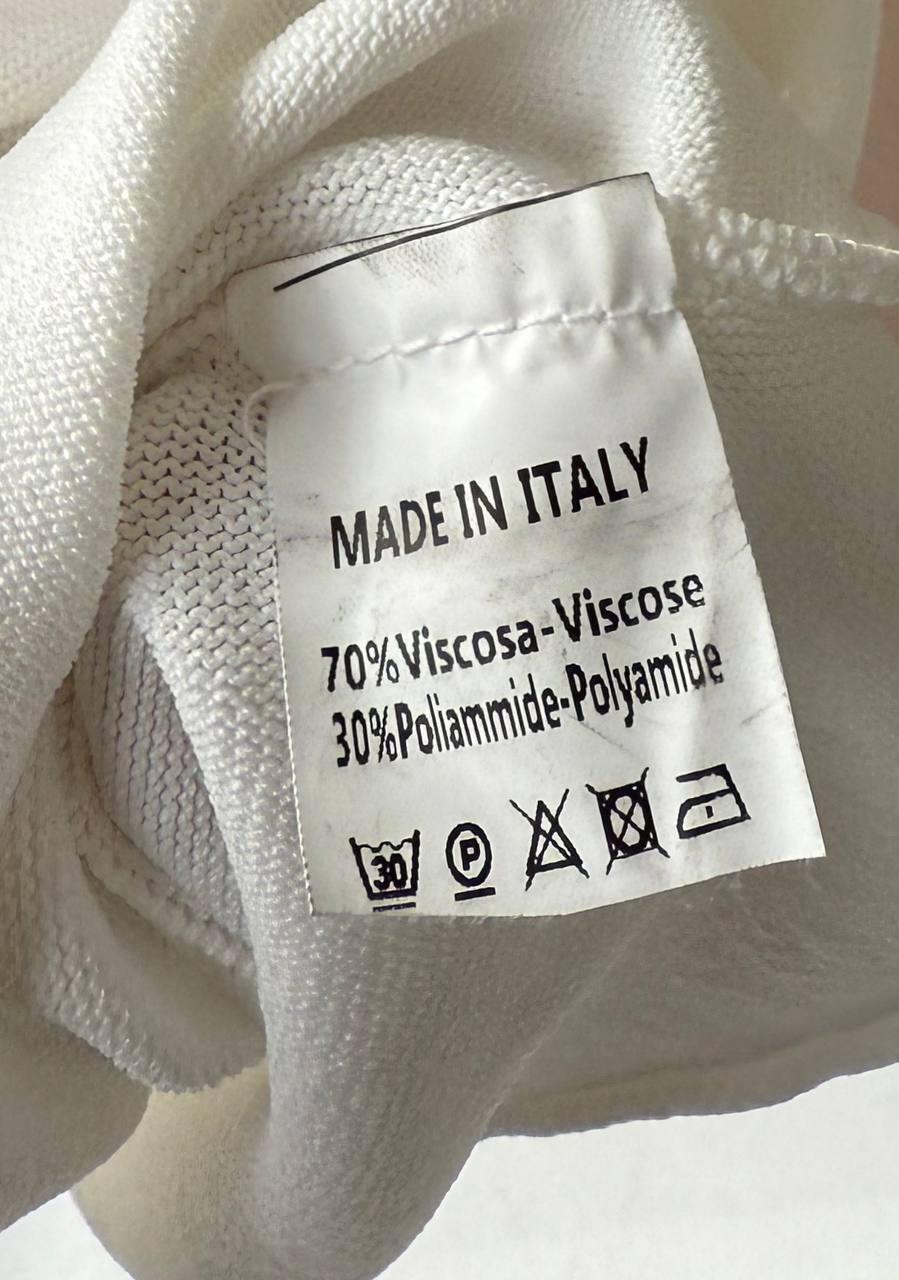 MADE IN ITALY
70%Viscosa-Viscose
30%Poliammide-Polyamide
30 P